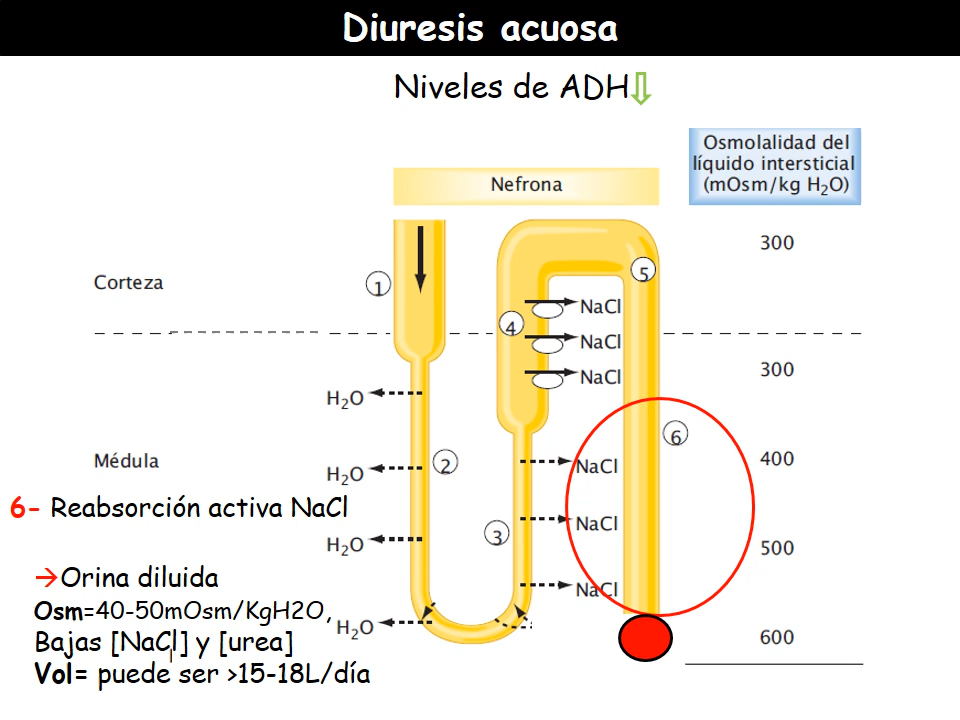 Diuresis acuosa
Niveles de ADH
Nefrona
Osmolalidad del
líquido intersticial
(mOsm/kg H₂O)
300
Corteza
1
5
NaCl
4
NaCl
300
NaCl
H₂O
6
Médula
2
400
H₂O
NaCl
6- Reabsorción activa NaCl
3
NaCl
500
H₂O
→Orina diluida
NaCl
Osm=40-50mOsm/KgH2O,
H₂O
600
Bajas [NaCl] y [urea]
Vol= puede ser >15-18L/día